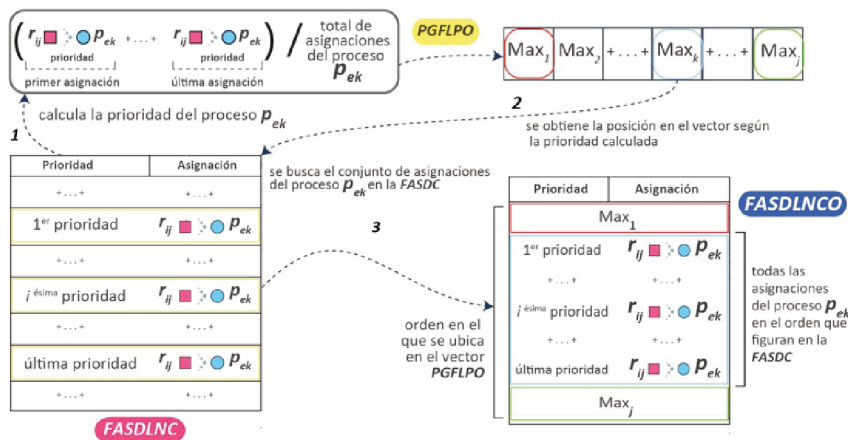 ( r ij p ek + . . . + r ij p ek ) / total de
prioridad prioridad asignaciones
primer asignación última asignación del proceso
p ek
PGFLPO
Max 1 Max 2 + . . . + Max k + . . . + Max j
1
calcula la prioridad del proceso p ek
2
se obtiene la posición en el vector según
la prioridad calculada
se busca el conjunto de asignaciones
del proceso p ek en la FASDC
Prioridad Asignación
+ . . . + + . . . +
1er prioridad r ij p ek
+ . . . + + . . . +
i ésima prioridad r ij p ek
+ . . . + + . . . +
última prioridad r ij p ek
+ . . . + + . . . +
FASDLNC
3
orden en el
que se ubica
en el vector
PGFLPO
Prioridad Asignación
Max 1
1er prioridad r ij p ek
+ . . . + + . . . +
i ésima prioridad r ij p ek
+ . . . + + . . . +
última prioridad r ij p ek
Max j
FASDLNCO
todas las
asignaciones
del proceso p ek
en el orden que
figuran en la
FASDC